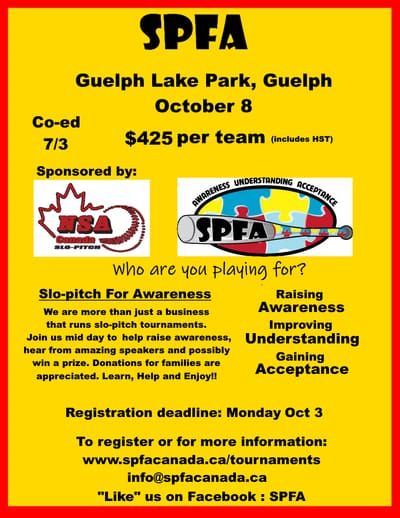 SPFA
Guelph Lake Park, Guelph
October 8
Co-ed
7/3
$425 per team (includes HST)
Sponsored by:
NSA
Canada
SLO-PITCH
AWARENESS UNDERSTANDING ACCEPTANCE
SPFA
Who are you playing for?
Slo-pitch For Awareness
We are more than just a business
that runs slo-pitch tournaments.
Join us mid day to help raise awareness,
hear from amazing speakers and possibly
win a prize. Donations for families are
appreciated. Learn, Help and Enjoy!!
Raising
Awareness
Improving
Understanding
Gaining
Acceptance
Registration deadline: Monday Oct 3
To register or for more information:
www.spfacanada.ca/tournaments
info@spfacanada.ca
"Like" us on Facebook : SPFA